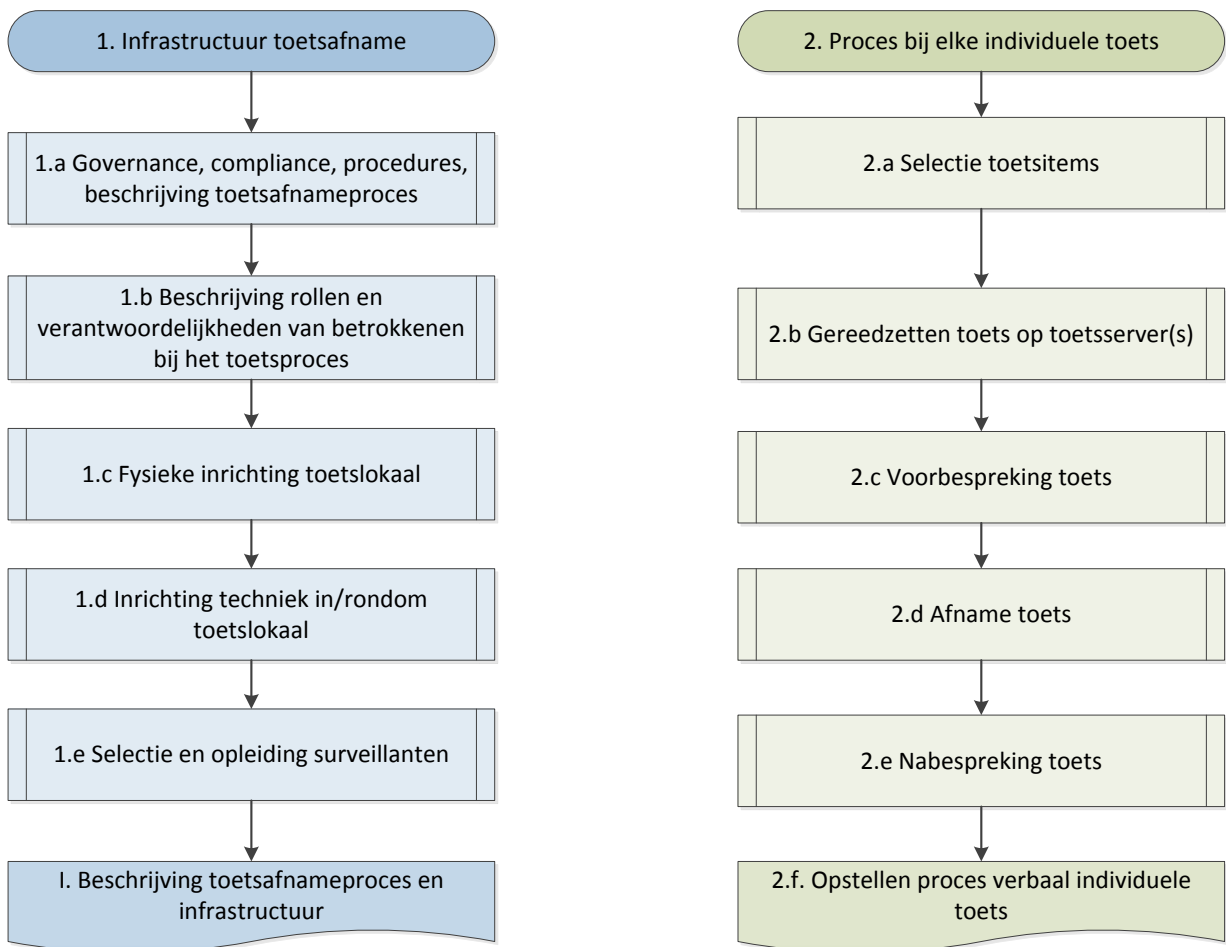 1. Infrastructuur toetsafname
1.a Governance, compliance, procedures,
beschrijving toetsafnameproces
1.b Beschrijving rollen en
verantwoordelijkheden van betrokkenen
bij het toetsproces
1.c Fysieke inrichting toetslokaal
1.d Inrichting techniek in/rondom
toetslokaal
1.e Selectie en opleiding surveillanten
I. Beschrijving toetsafnameproces en
infrastructuur
2. Proces bij elke individuele toets
2.a Selectie toetsitems
2.b Gereedzetten toets op toetsserver(s)
2.c Voorbespreking toets
2.d Afname toets
2.e Nabespreking toets
2.f. Opstellen proces verbaal individuele
toets